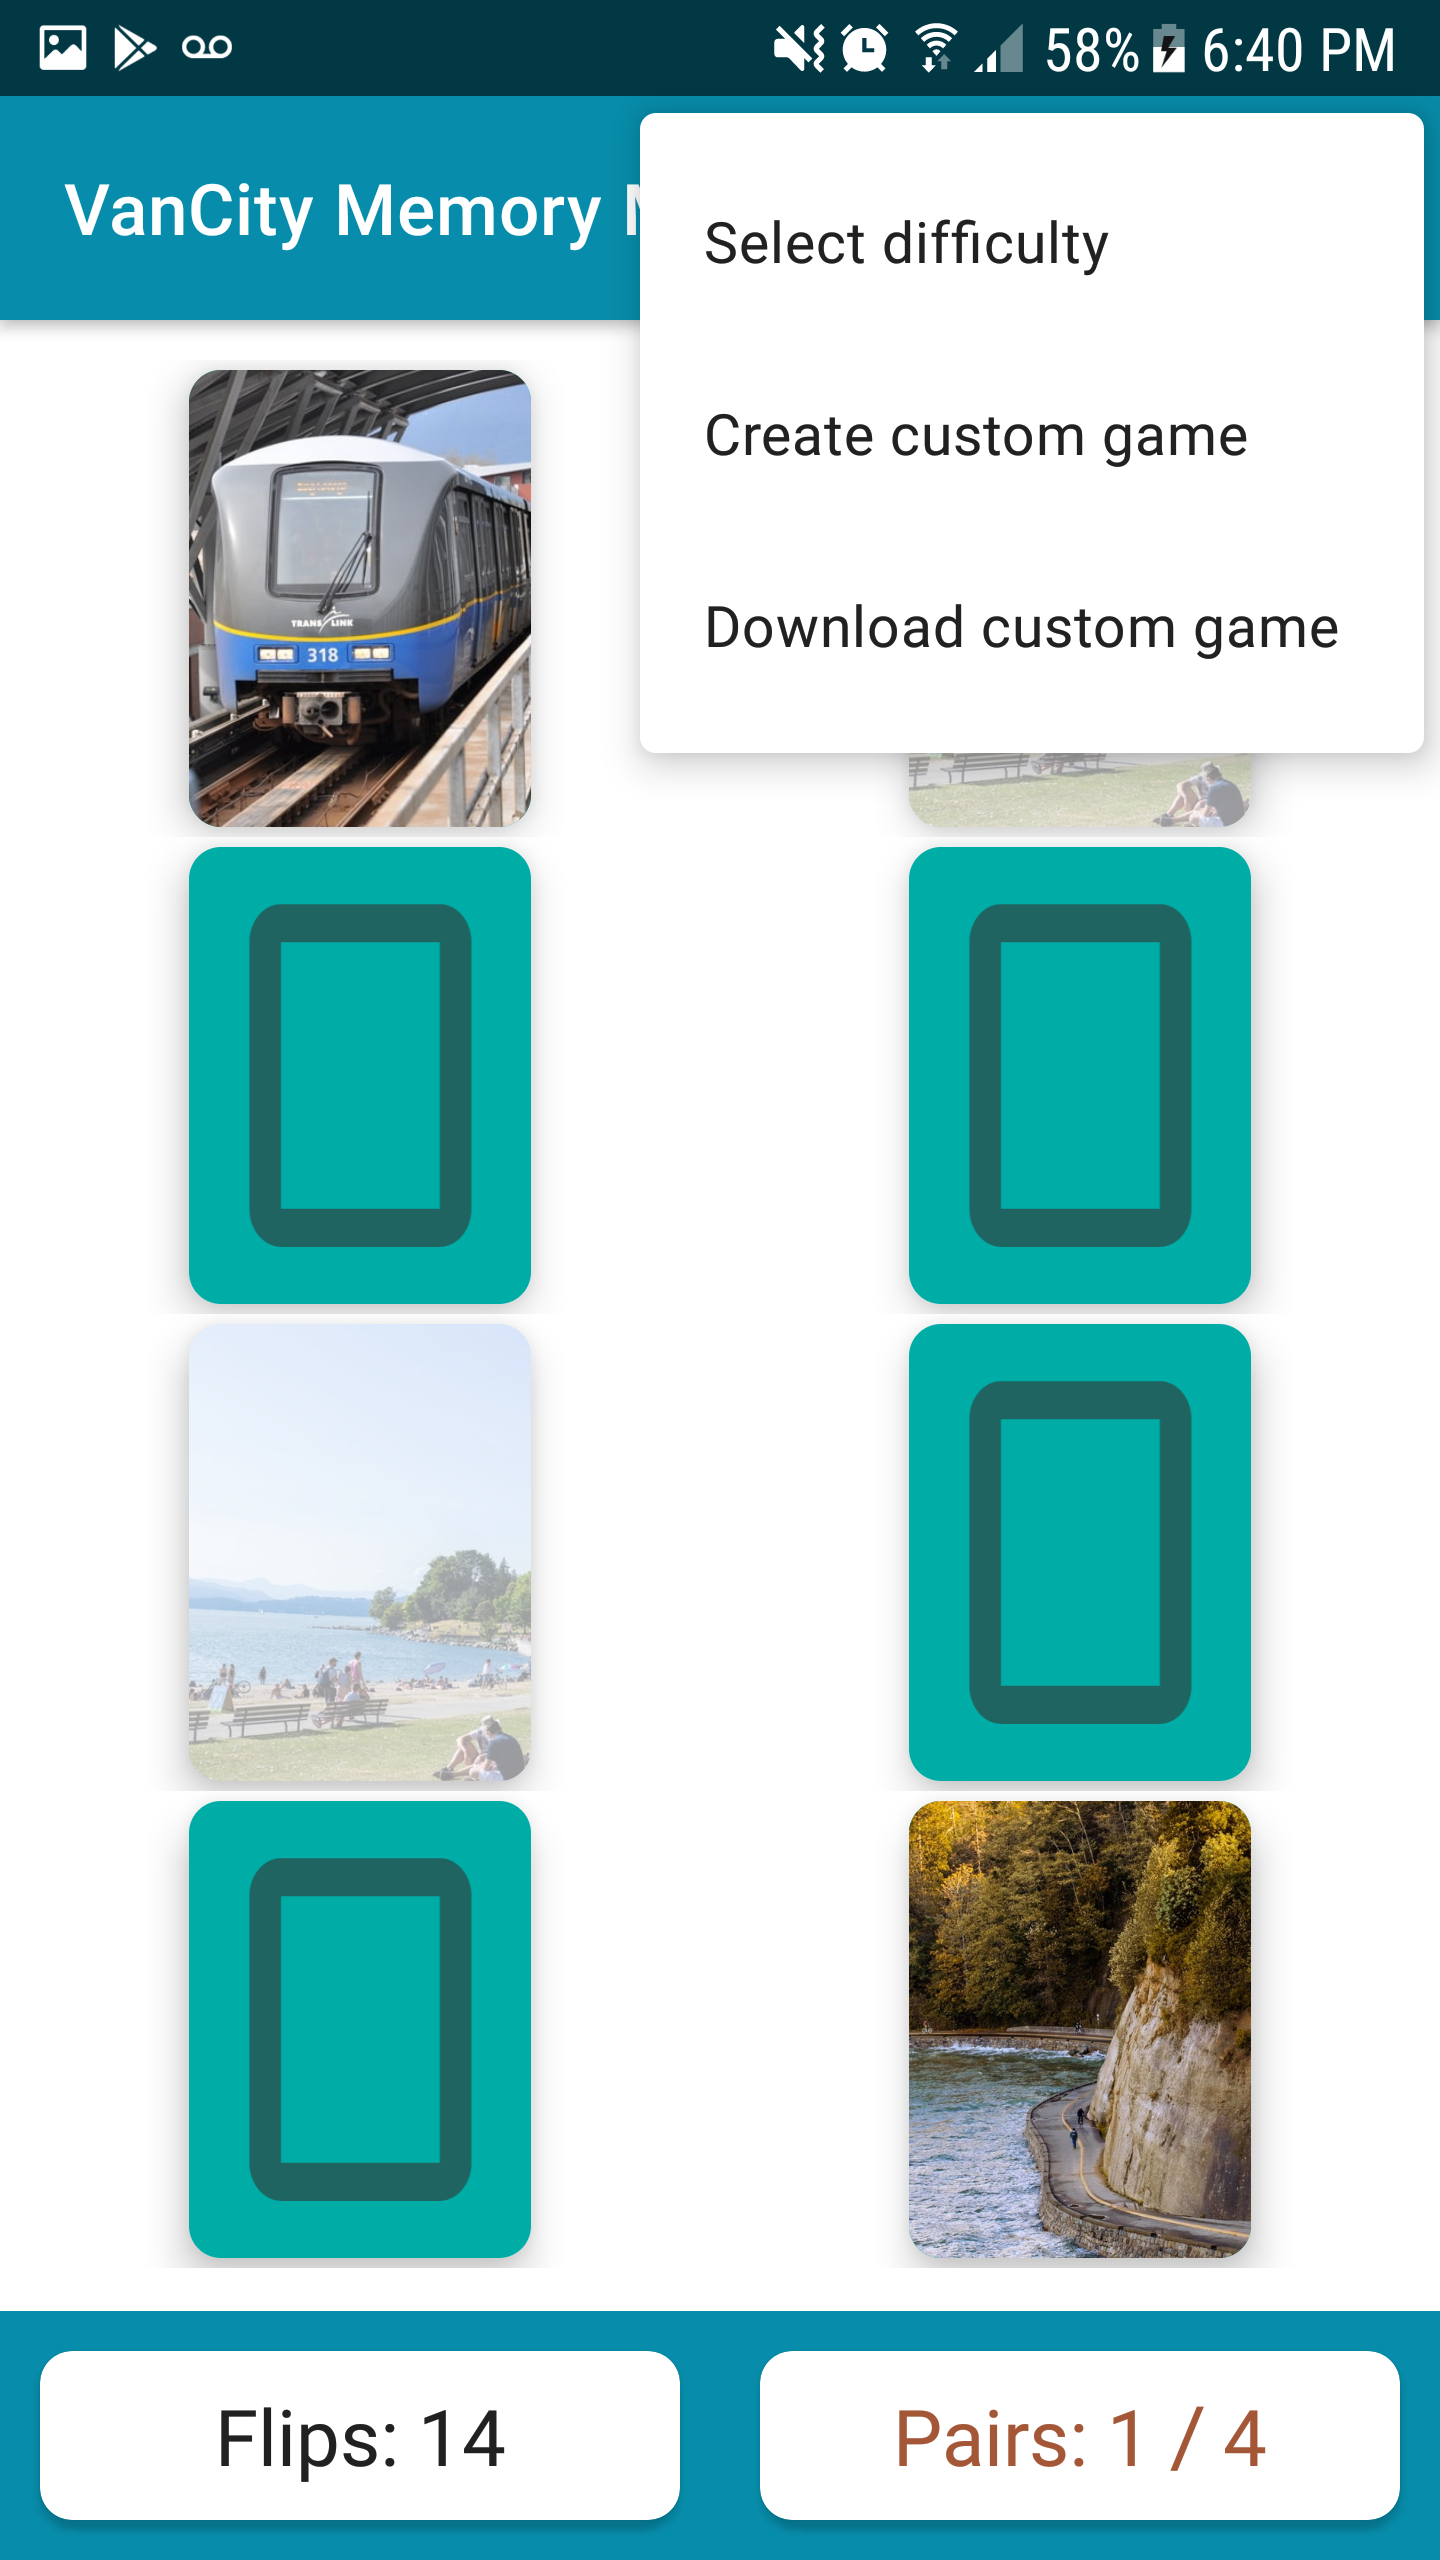 58% 6:40 PM
VanCity Memory
Select difficulty
Create custom game
Download custom game
TRANS LINK
318
Flips: 14
Pairs: 1 / 4